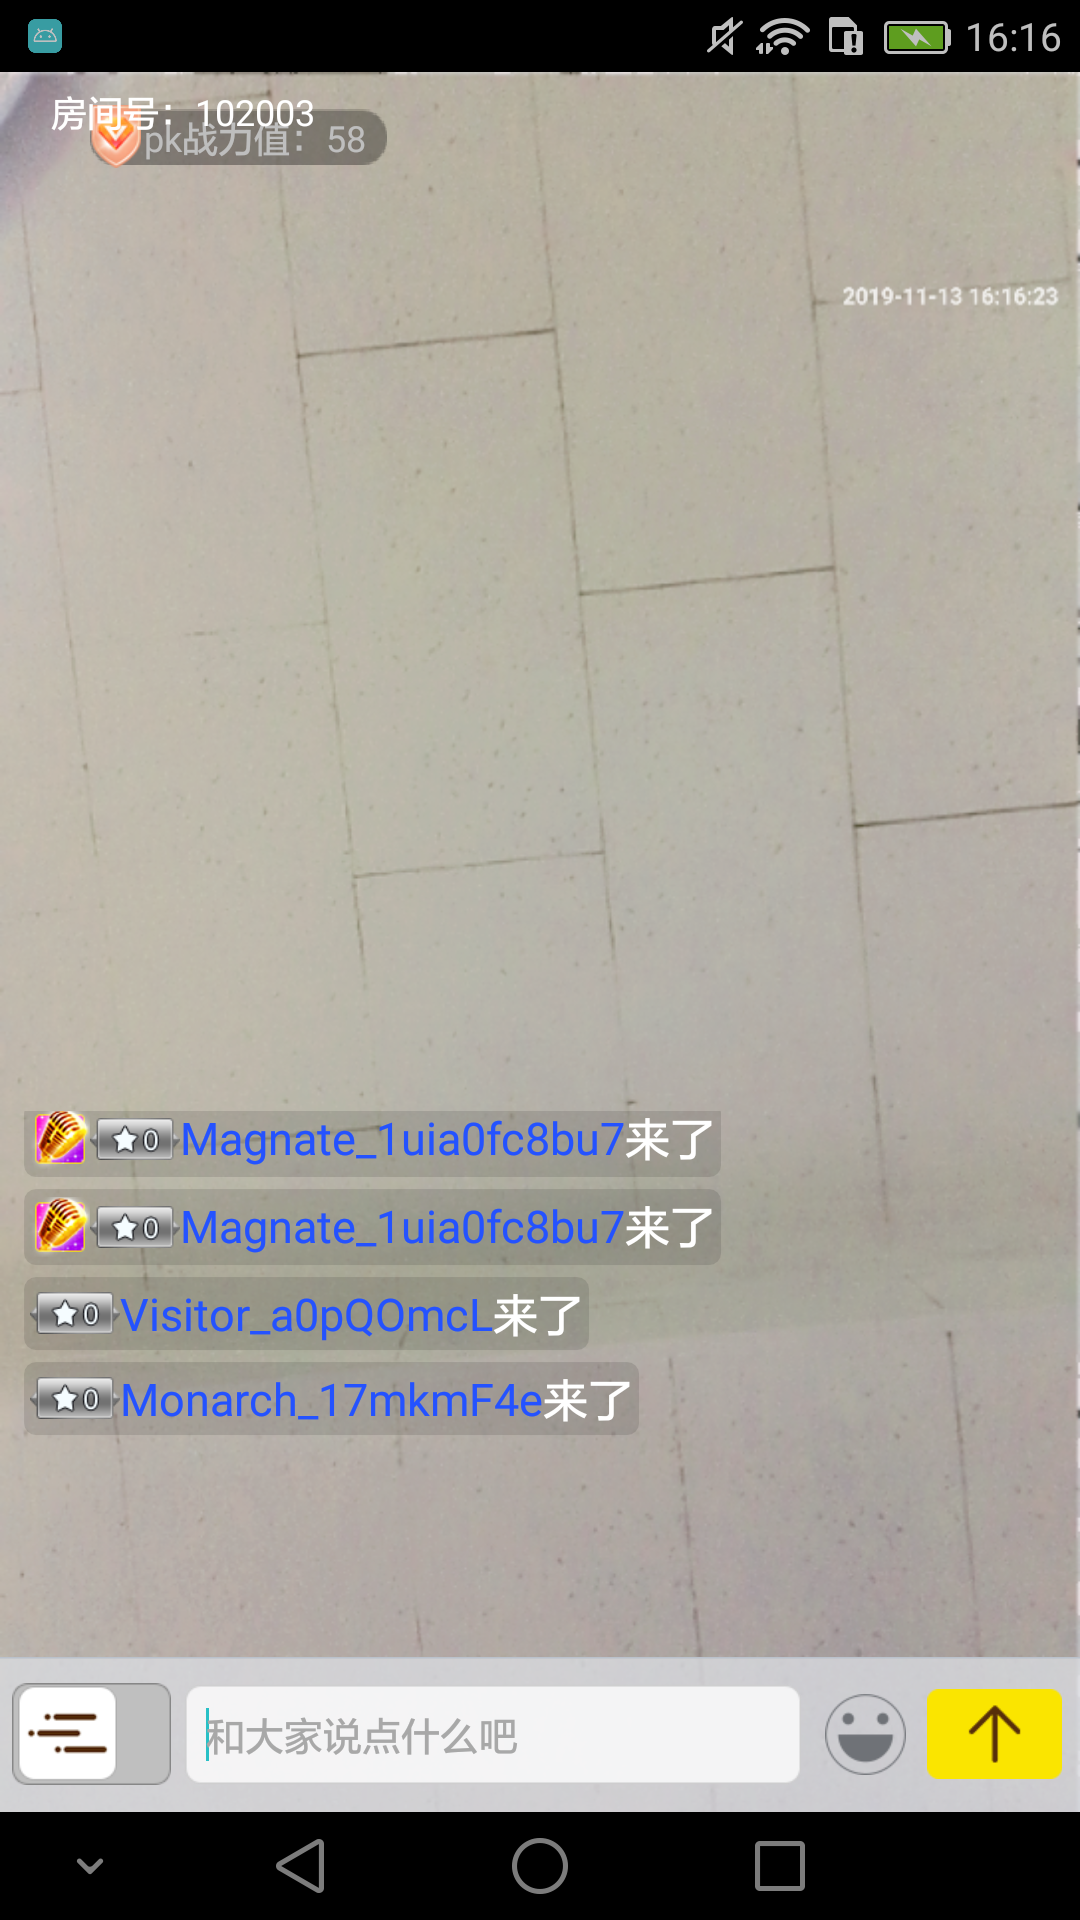 16:16
房间号：102003
pk战力值：58
2019-11-13 16:16:23
0 Magnate_1uia0fc8bu7来了
0 Magnate_1uia0fc8bu7来了
0 Visitor_a0pQOmcL来了
0 Monarch_17mkmF4e来了
和大家说点什么吧